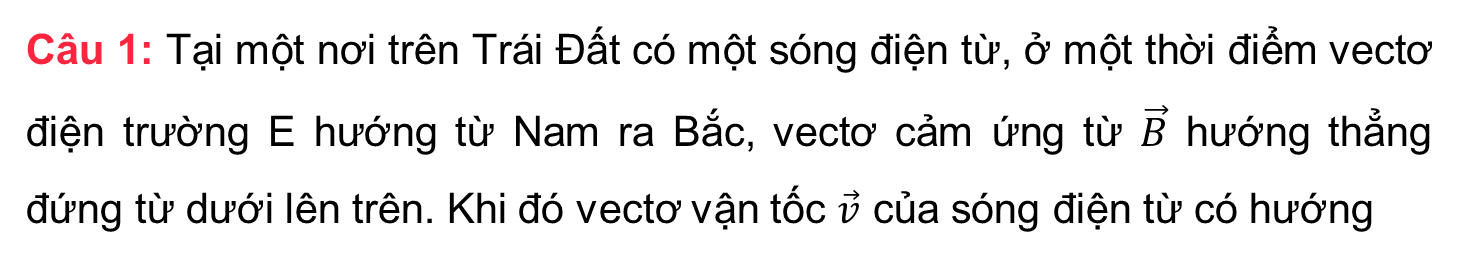 Câu 1: Tại một nơi trên Trái Đất có một sóng điện từ, ở một thời điểm vectơ
điện trường E hướng từ Nam ra Bắc, vectơ cảm ứng từ $\vec{B}$ hướng thẳng
đứng từ dưới lên trên. Khi đó vectơ vận tốc $\vec{v}$ của sóng điện từ có hướng